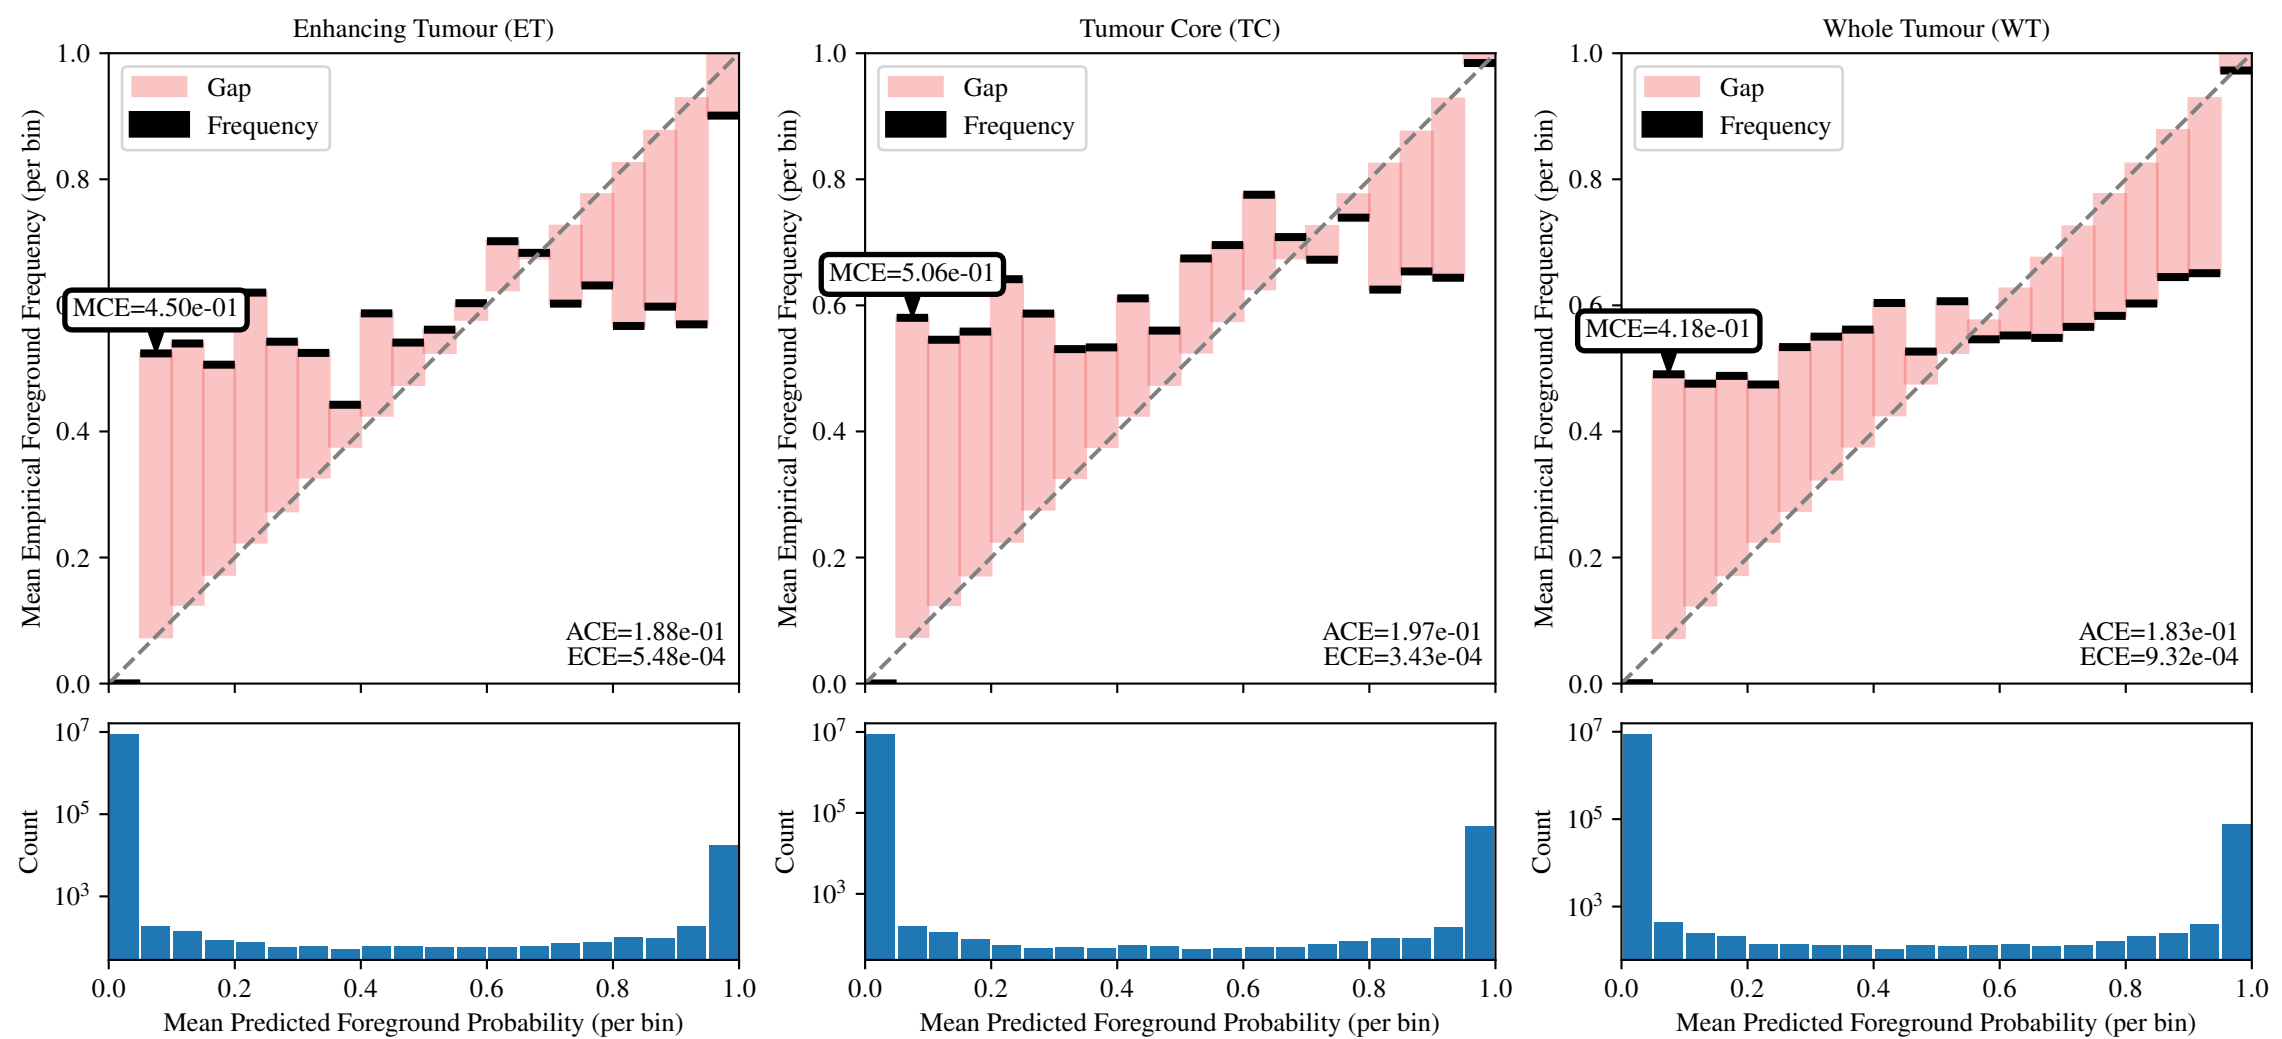 Enhancing Tumour (ET)
Mean Empirical Foreground Frequency (per bin)
1.0
0.8
0.4
0.2
0.0
Gap
Frequency
MCE=4.50e-01
ACE=1.88e-01
ECE=5.48e-04
Count
10^7
10^5
10^3
0.0 0.2 0.4 0.6 0.8 1.0
Mean Predicted Foreground Probability (per bin)
Tumour Core (TC)
Mean Empirical Foreground Frequency (per bin)
1.0
0.8
0.6
0.4
0.2
0.0
Gap
Frequency
MCE=5.06e-01
ACE=1.97e-01
ECE=3.43e-04
Count
10^7
10^5
10^3
0.0 0.2 0.4 0.6 0.8 1.0
Mean Predicted Foreground Probability (per bin)
Whole Tumour (WT)
Mean Empirical Foreground Frequency (per bin)
1.0
0.8
0.6
0.4
0.2
0.0
Gap
Frequency
MCE=4.18e-01
ACE=1.83e-01
ECE=9.32e-04
Count
10^7
10^5
10^3
0.0 0.2 0.4 0.6 0.8 1.0
Mean Predicted Foreground Probability (per bin)